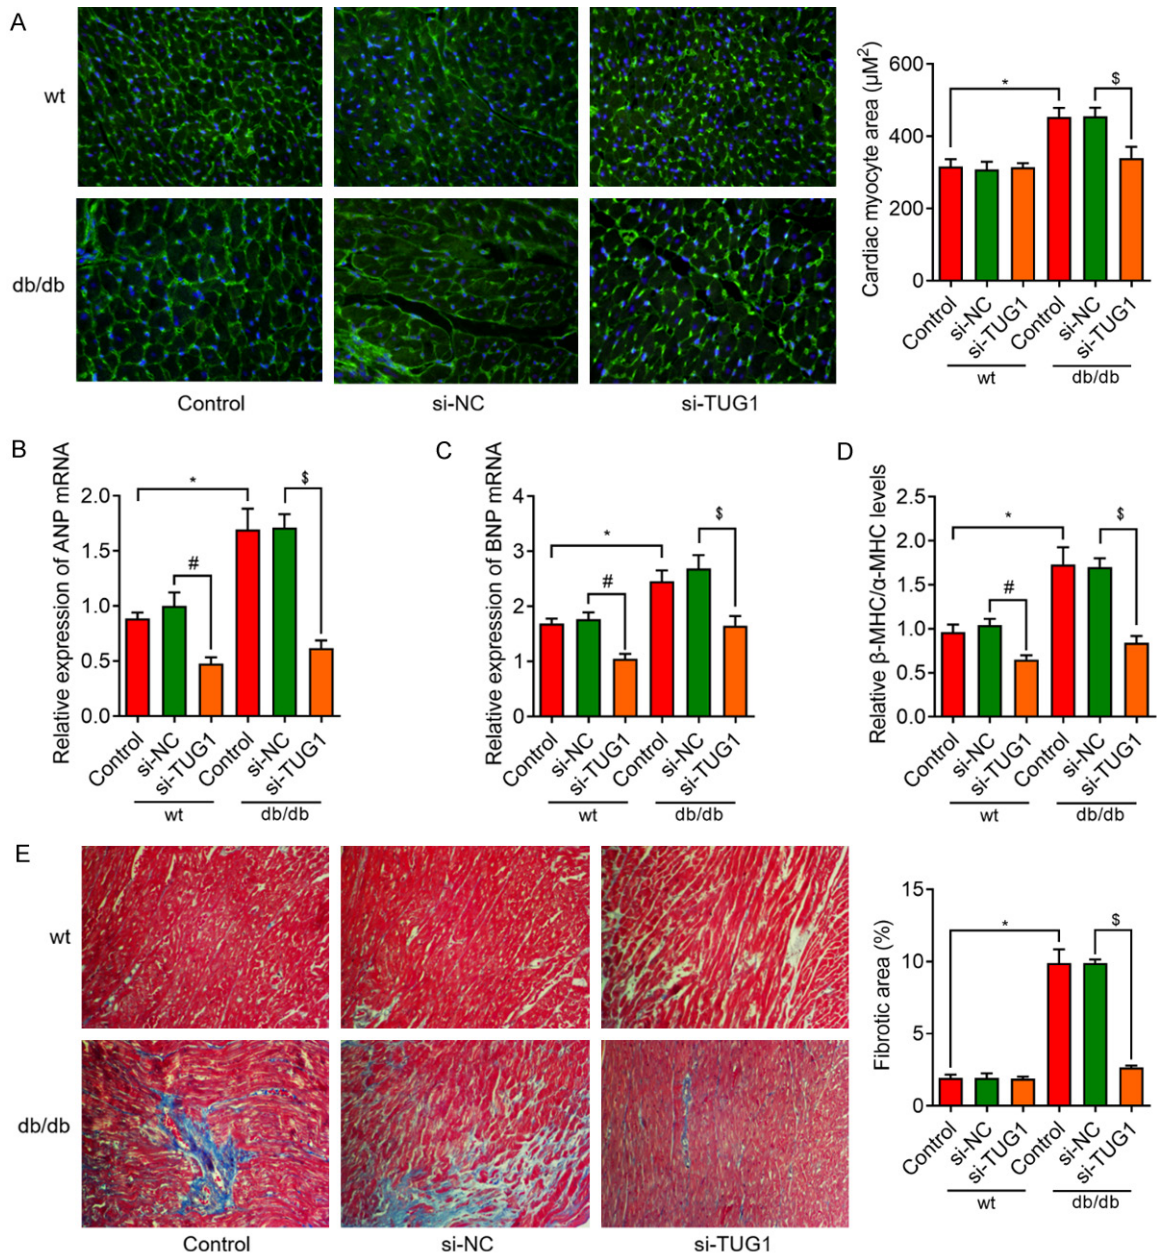 A
wt
db/db
Control
si-NC
si-TUG1
Cardiac myocyte area (μM²)
600
400
200
0
*
$
Control
si-NC
si-TUG1
Control
si-NC
si-TUG1
wt
db/db
B
Relative expression of ANP mRNA
2.0
1.5
1.0
0.5
0.0
*
#
$
Control
si-NC
si-TUG1
Control
si-NC
si-TUG1
wt
db/db
C
Relative expression of BNP mRNA
4
3
2
1
0
*
#
$
Control
si-NC
si-TUG1
Control
si-NC
si-TUG1
wt
db/db
D
Relative β-MHC/α-MHC levels
2.5
2.0
1.5
1.0
0.5
0.0
*
#
$
Control
si-NC
si-TUG1
Control
si-NC
si-TUG1
wt
db/db
E
wt
db/db
Control
si-NC
si-TUG1
Fibrotic area (%)
15
10
5
0
*
$
Control
si-NC
si-TUG1
Control
si-NC
si-TUG1
wt
db/db